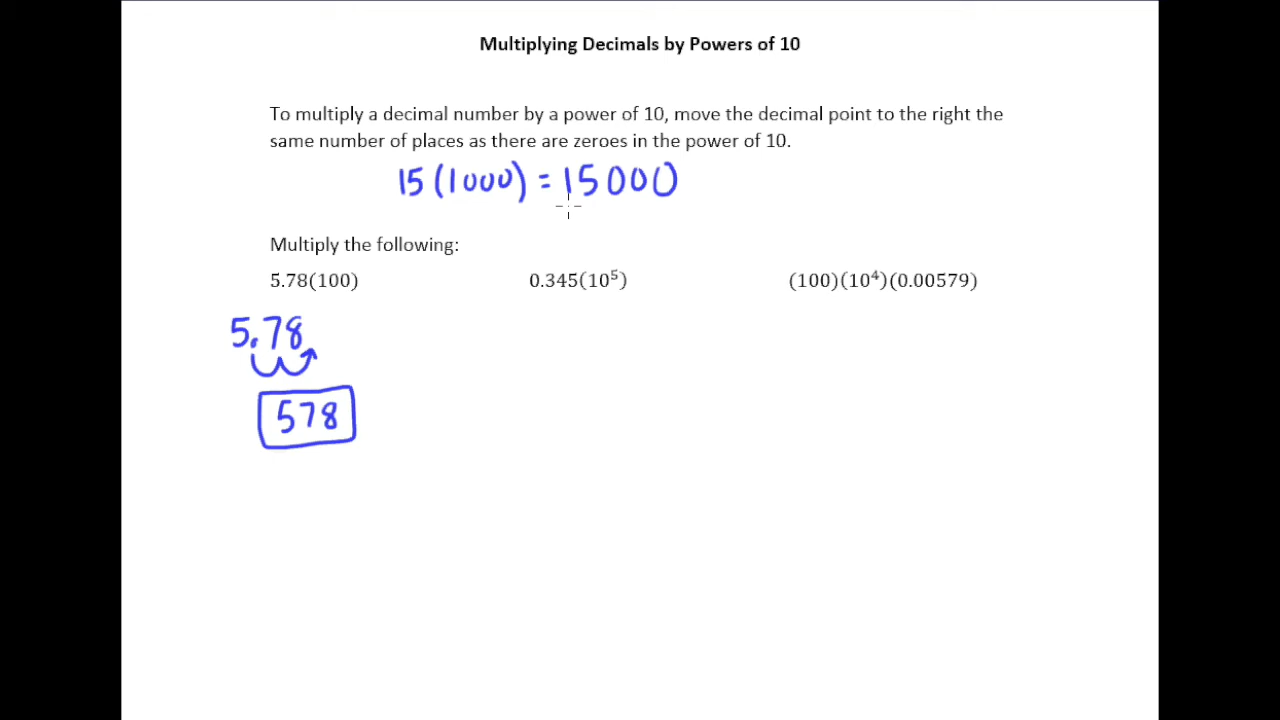 Multiplying Decimals by Powers of 10
To multiply a decimal number by a power of 10, move the decimal point to the right the
same number of places as there are zeroes in the power of 10.
15(1000) = 15000
Multiply the following:
5.78(100) 0.345(10⁵) (100)(10⁴)(0.00579)
5.78
578